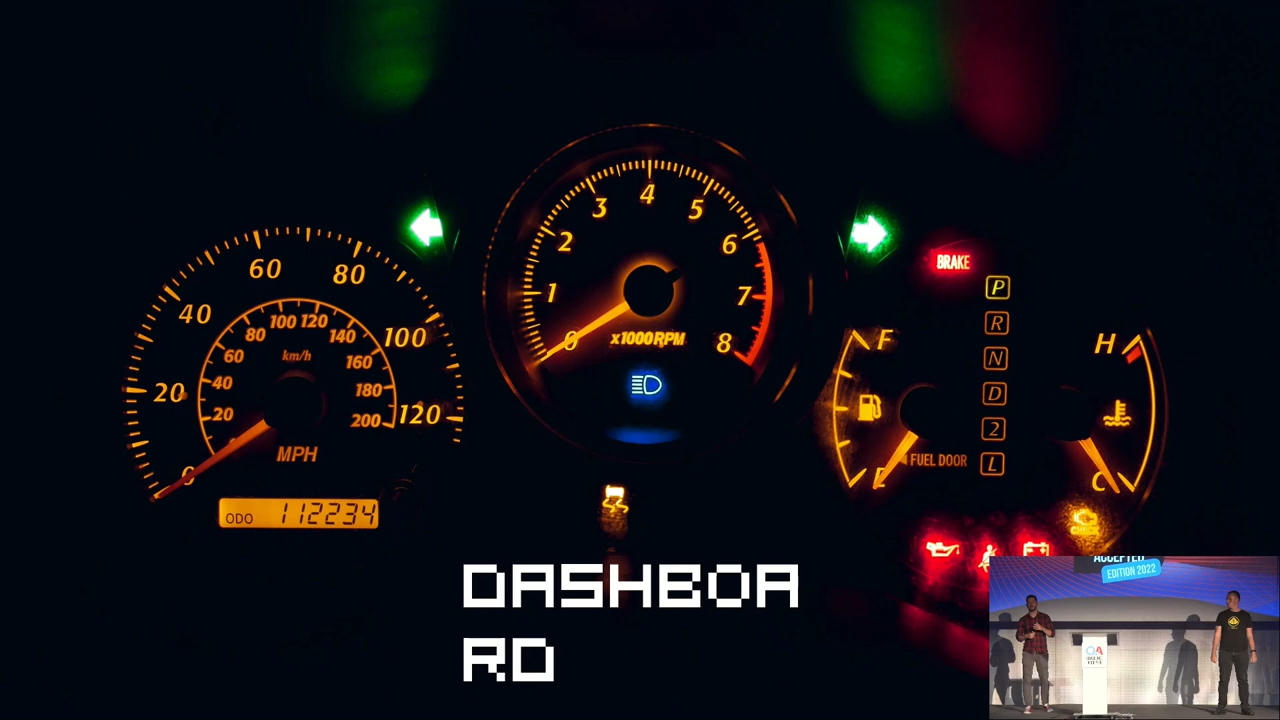 ACCEPTED
EDITION 2022
QA
60
80
40
100
20
120
0
MPH
100 120
80
140
60
km/h
160
40
180
20
200
ODO 112234
4
3
5
2
6
1
7
0
8
x1000RPM
BRAKE
P
R
N
D
2
L
F
E
FUEL DOOR
H
C
CHECK
DASHBOA
RD